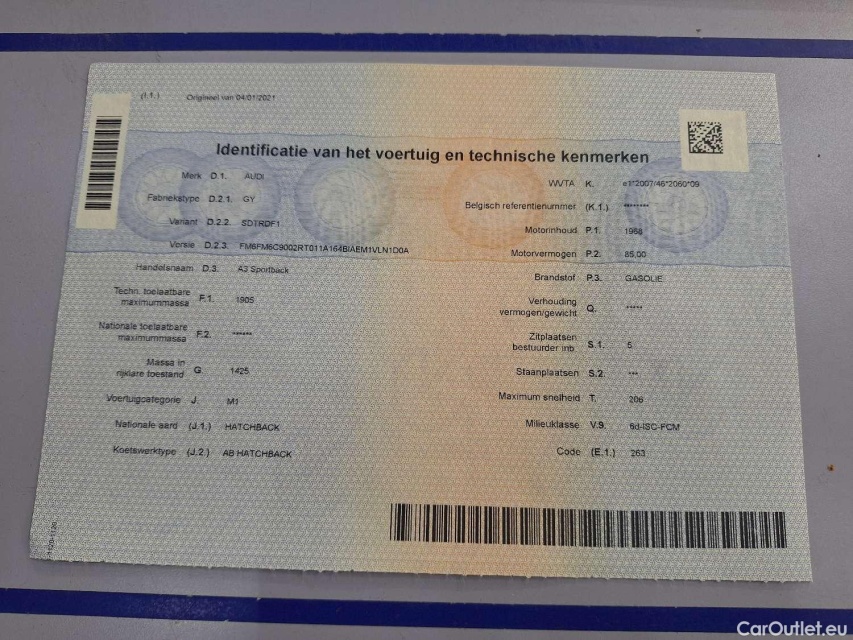 (I.1.) Origineel van 04/01/2021
Identificatie van het voertuig en technische kenmerken
Merk D.1. AUDI
Fabriekstype D.2.1. GY
Variant D.2.2. SDTRDF1
Versie D.2.3. FM6FM6C9002RT011A164BIAEM1VLN1D0A
Handelsnaam D.3. A3 Sportback
Techn. toelaatbare
maximummassa F.1. 1905
Nationale toelaatbare
maximummassa F.2. ******
Massa in
rijklare toestand G. 1425
Voertuigcategorie J. M1
Nationale aard (J.1.) HATCHBACK
Koetswerktype (J.2.) AB HATCHBACK
WVTA K. e1*2007/46*2060*09
Belgisch referentienummer (K.1.) ********
Motorinhoud P.1. 1968
Motorvermogen P.2. 85.00
Brandstof P.3. GASOLIE
Verhouding
vermogen/gewicht Q. *****
Zitplaatsen
bestuurder inb. S.1. 5
Staanplaatsen S.2. ***
Maximum snelheid T. 206
Milieuklasse V.9. 6d-ISC-FCM
Code (E.1.) 263
CarOutlet.eu